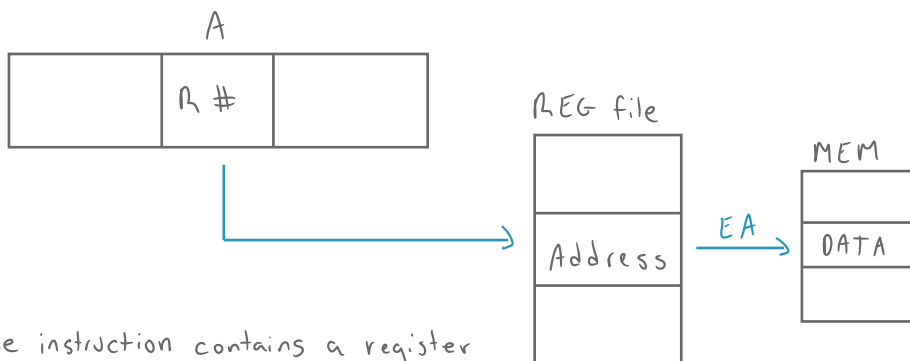 A
R #
REG file
MEM
EA
DATA
Address
instruction contains a register